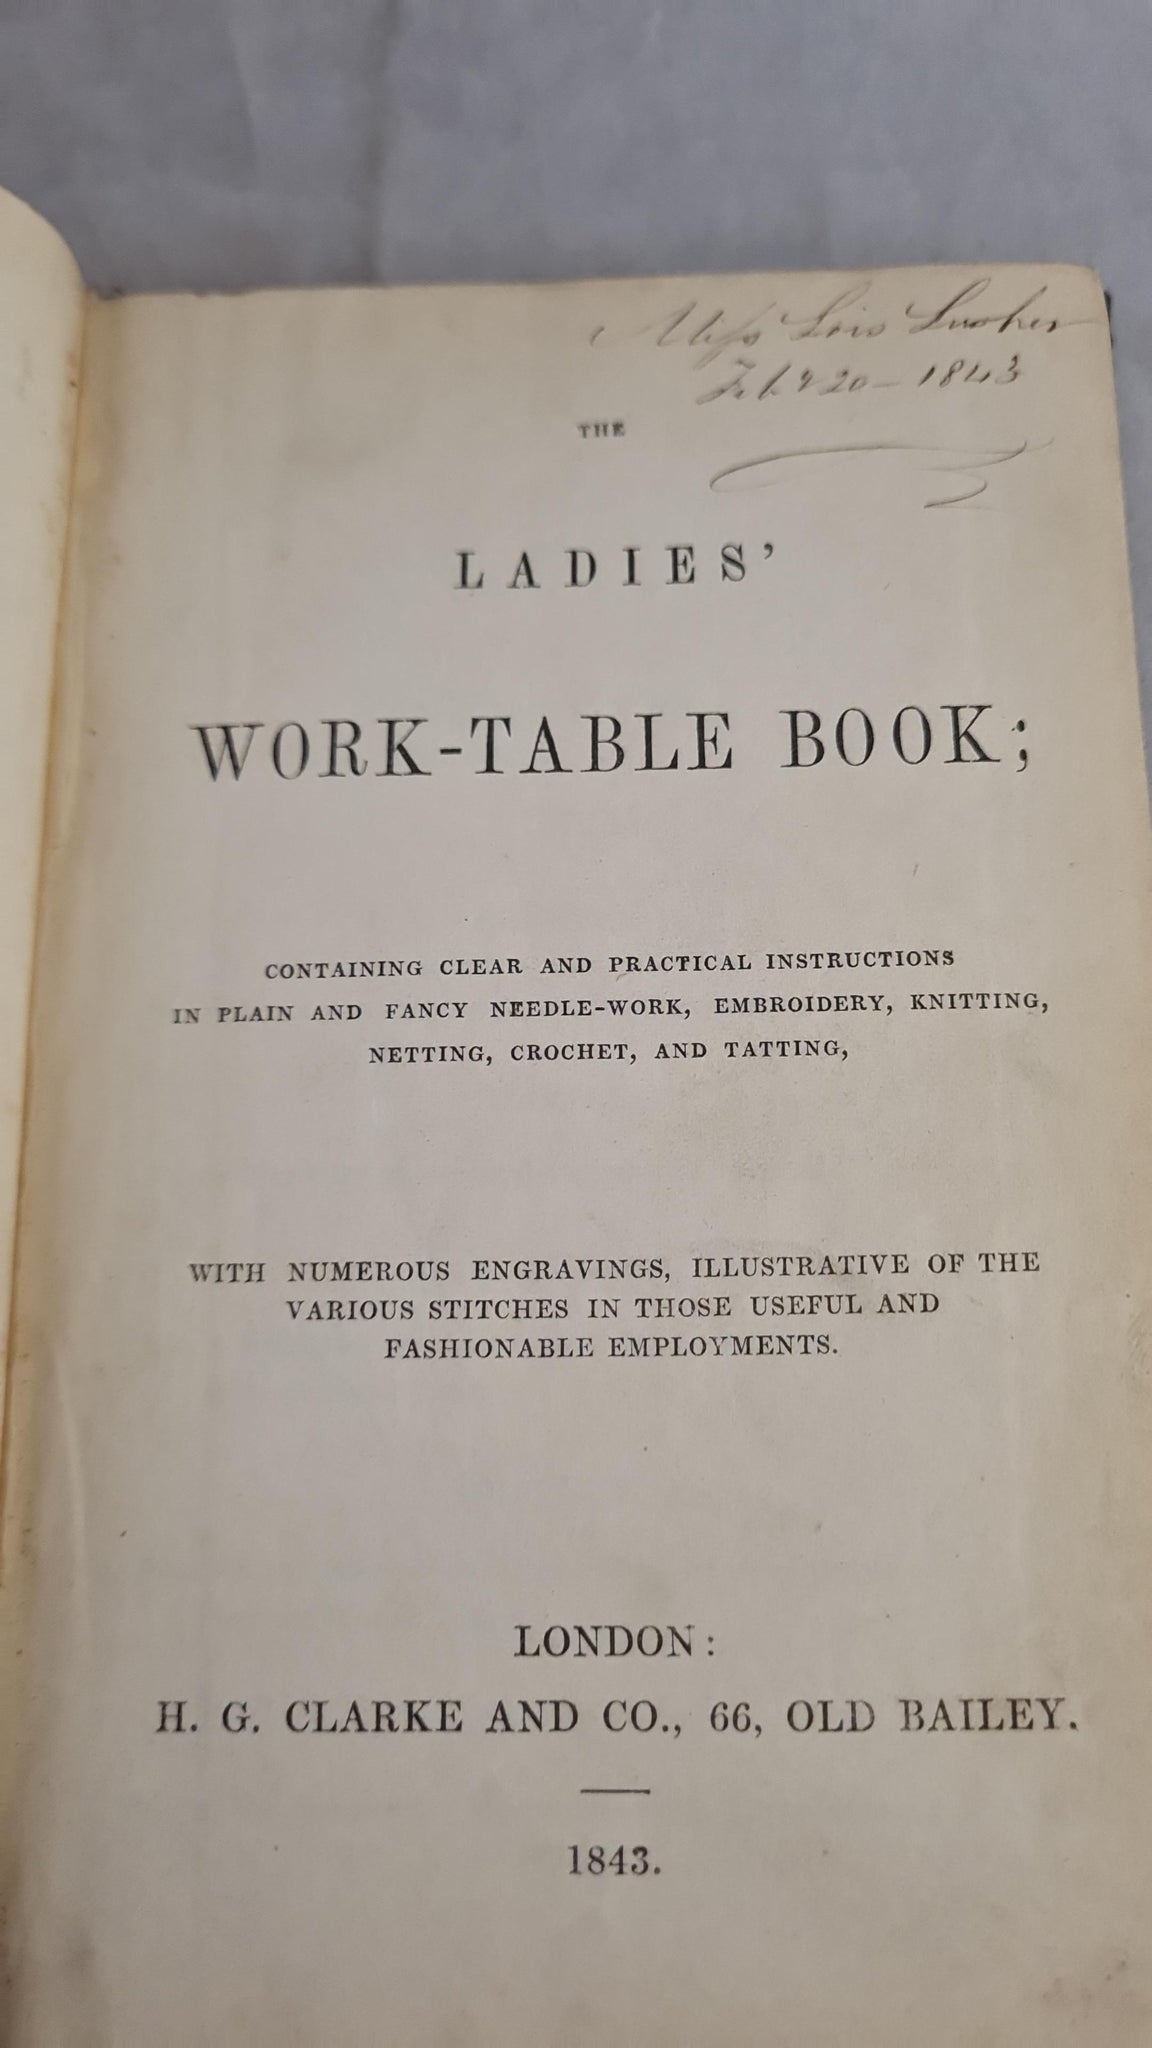 Miss Lois
1843
THE
LADIES'
WORK-TABLE BOOK;
CONTAINING CLEAR AND PRACTICAL INSTRUCTIONS
IN PLAIN AND FANCY NEEDLE-WORK, EMBROIDERY, KNITTING,
NETTING, CROCHET, AND TATTING,
WITH NUMEROUS ENGRAVINGS, ILLUSTRATIVE OF THE
VARIOUS STITCHES IN THOSE USEFUL AND
FASHIONABLE EMPLOYMENTS.
LONDON:
H. G. CLARKE AND CO., 66, OLD BAILEY.
1843.